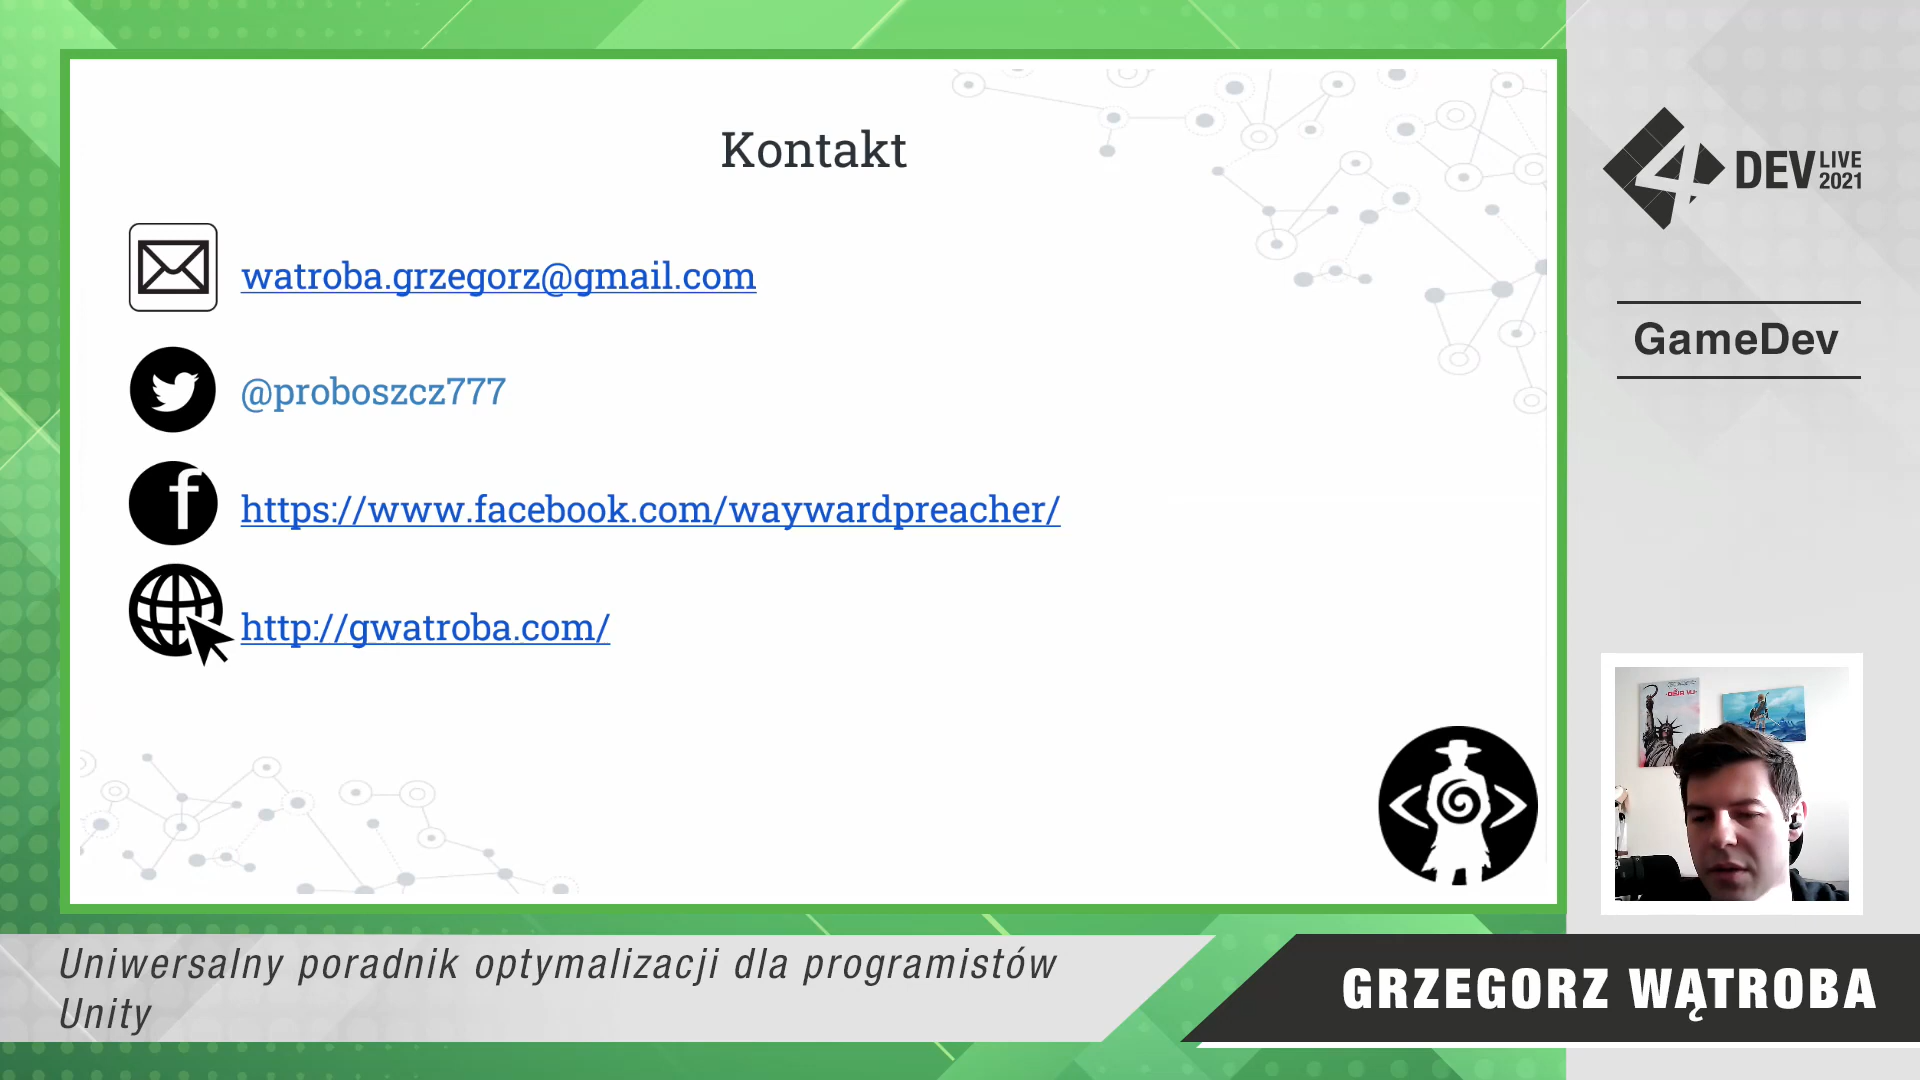 Kontakt
watroba.grzegorz@gmail.com
@proboszcz777
f
https://www.facebook.com/waywardpreacher/
http://gwatroba.com/
4 DEV LIVE
2021
GameDev
Uniwersalny poradnik optymalizacji dla programistów
Unity
GRZEGORZ WĄTROBA